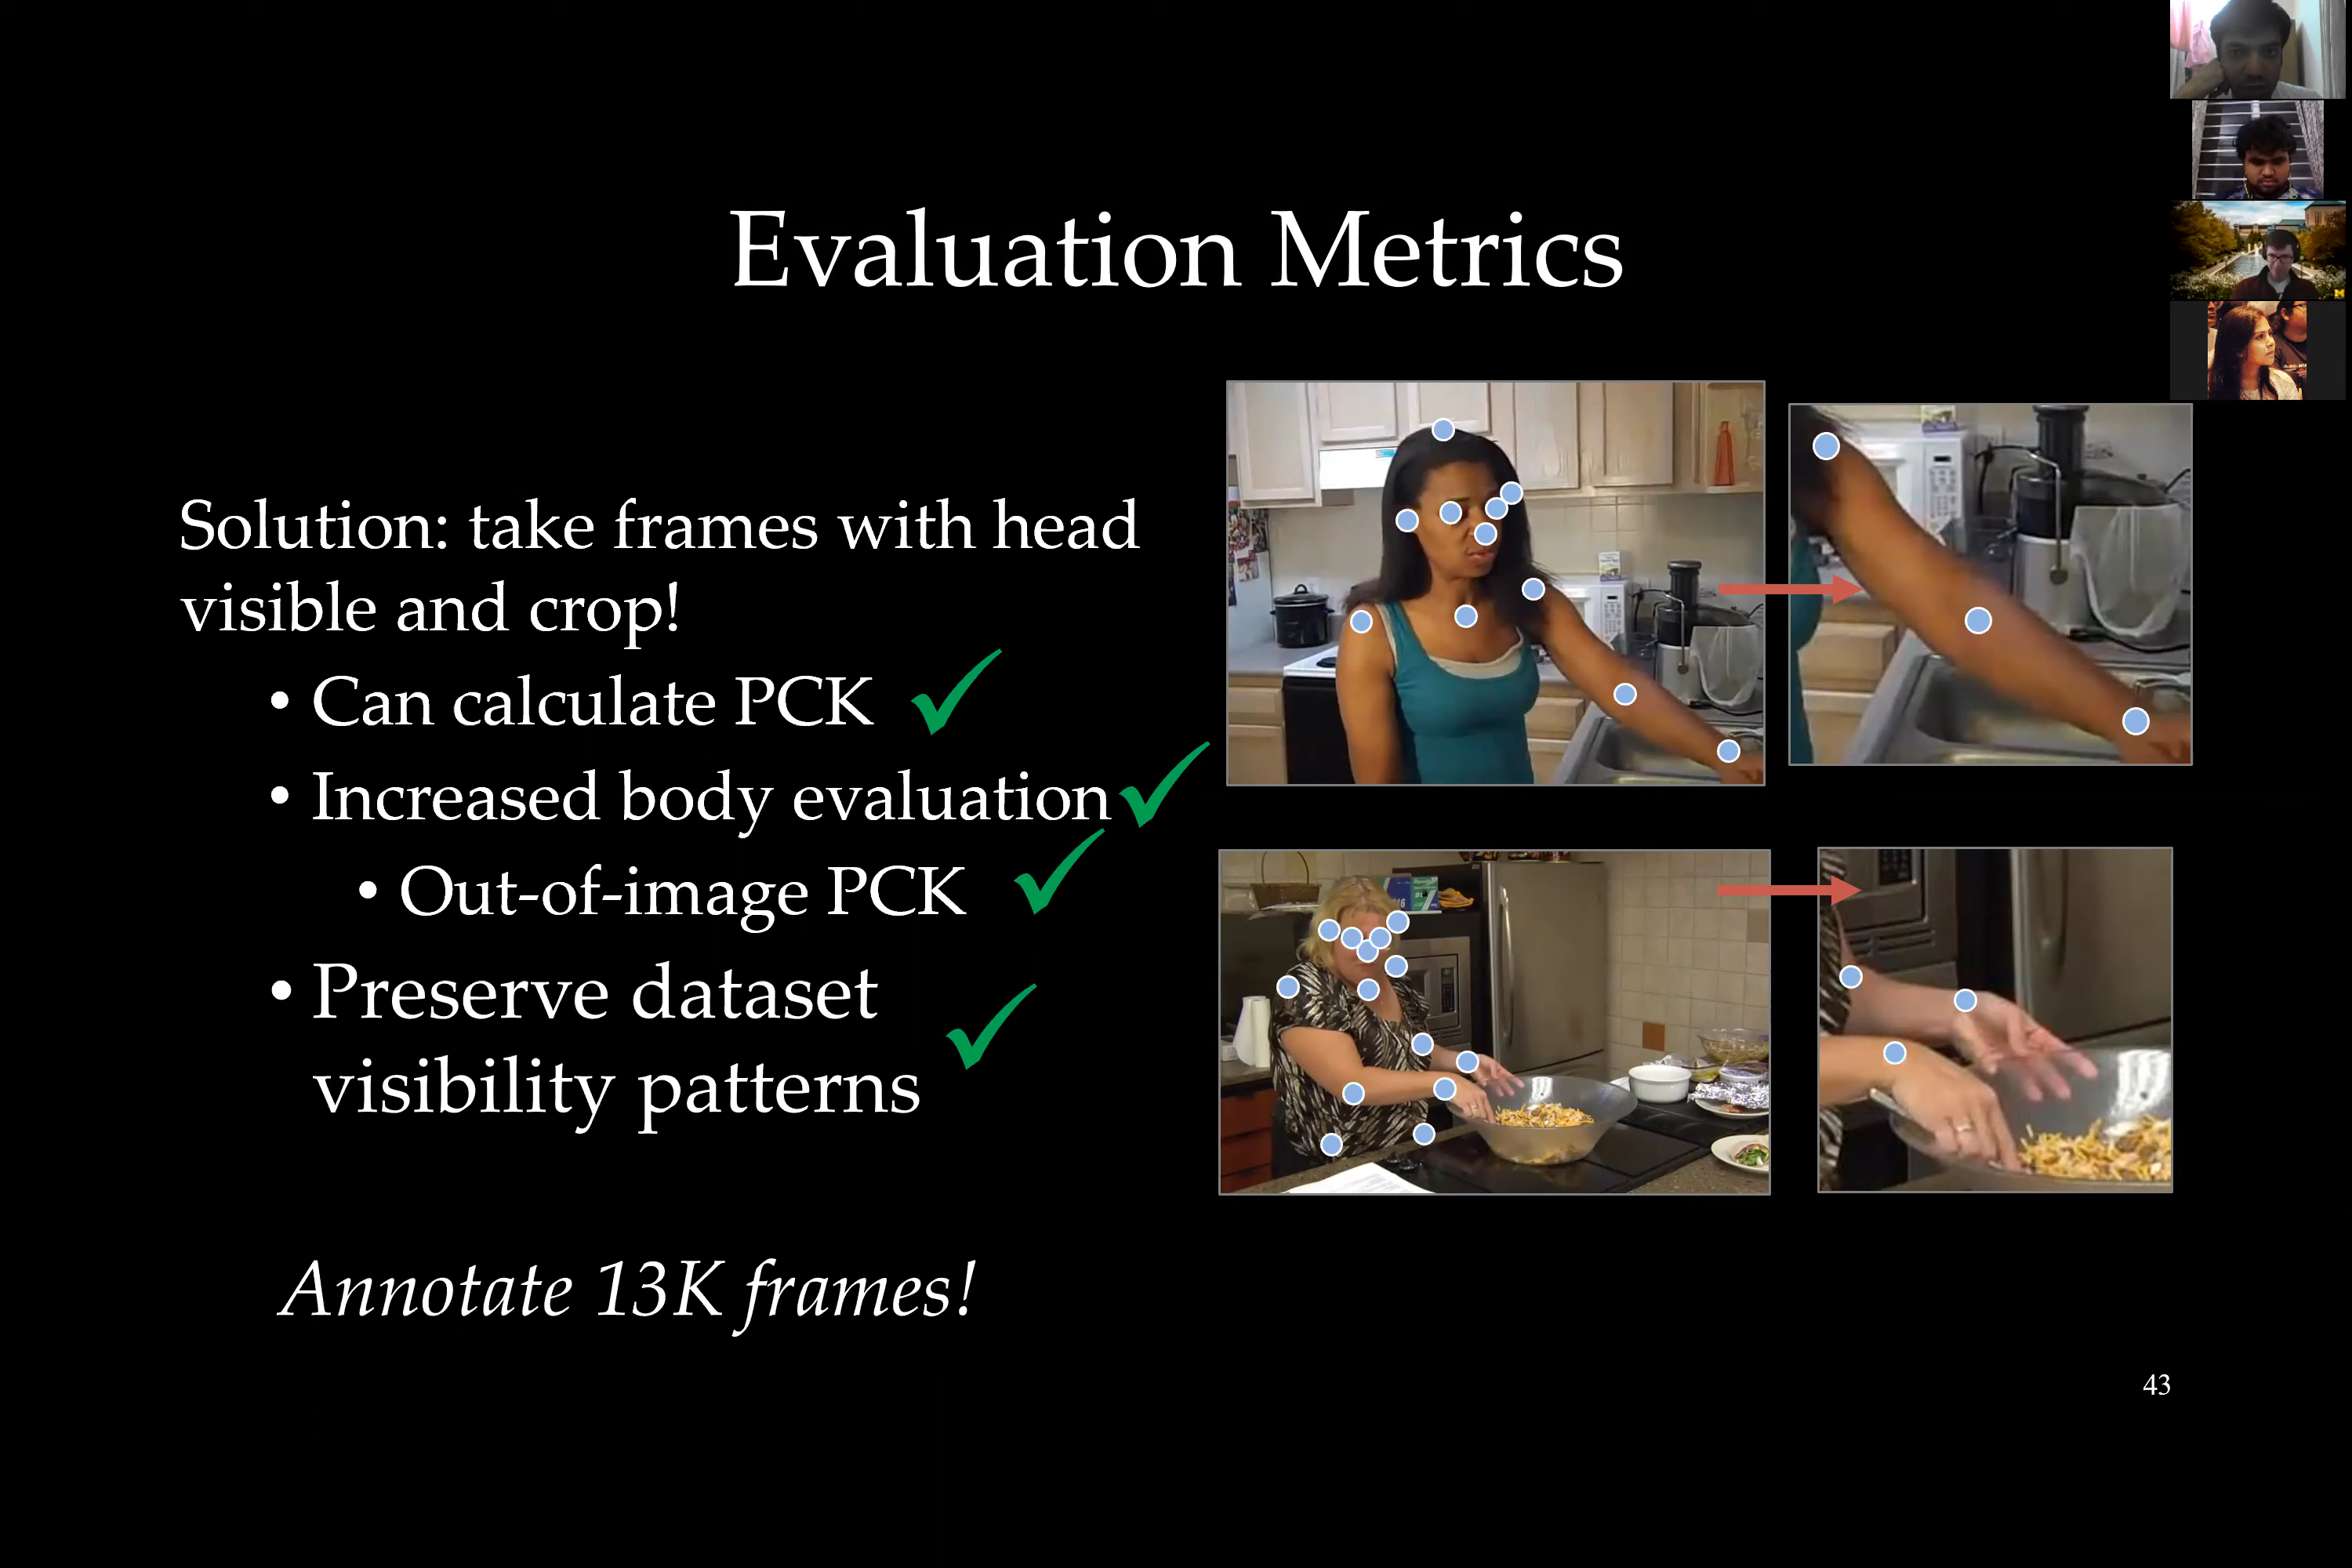 Evaluation Metrics
Solution: take frames with head
visible and crop!
• Can calculate PCK
• Increased body evaluation
• Out-of-image PCK
• Preserve dataset
visibility patterns
Annotate 13K frames!
43